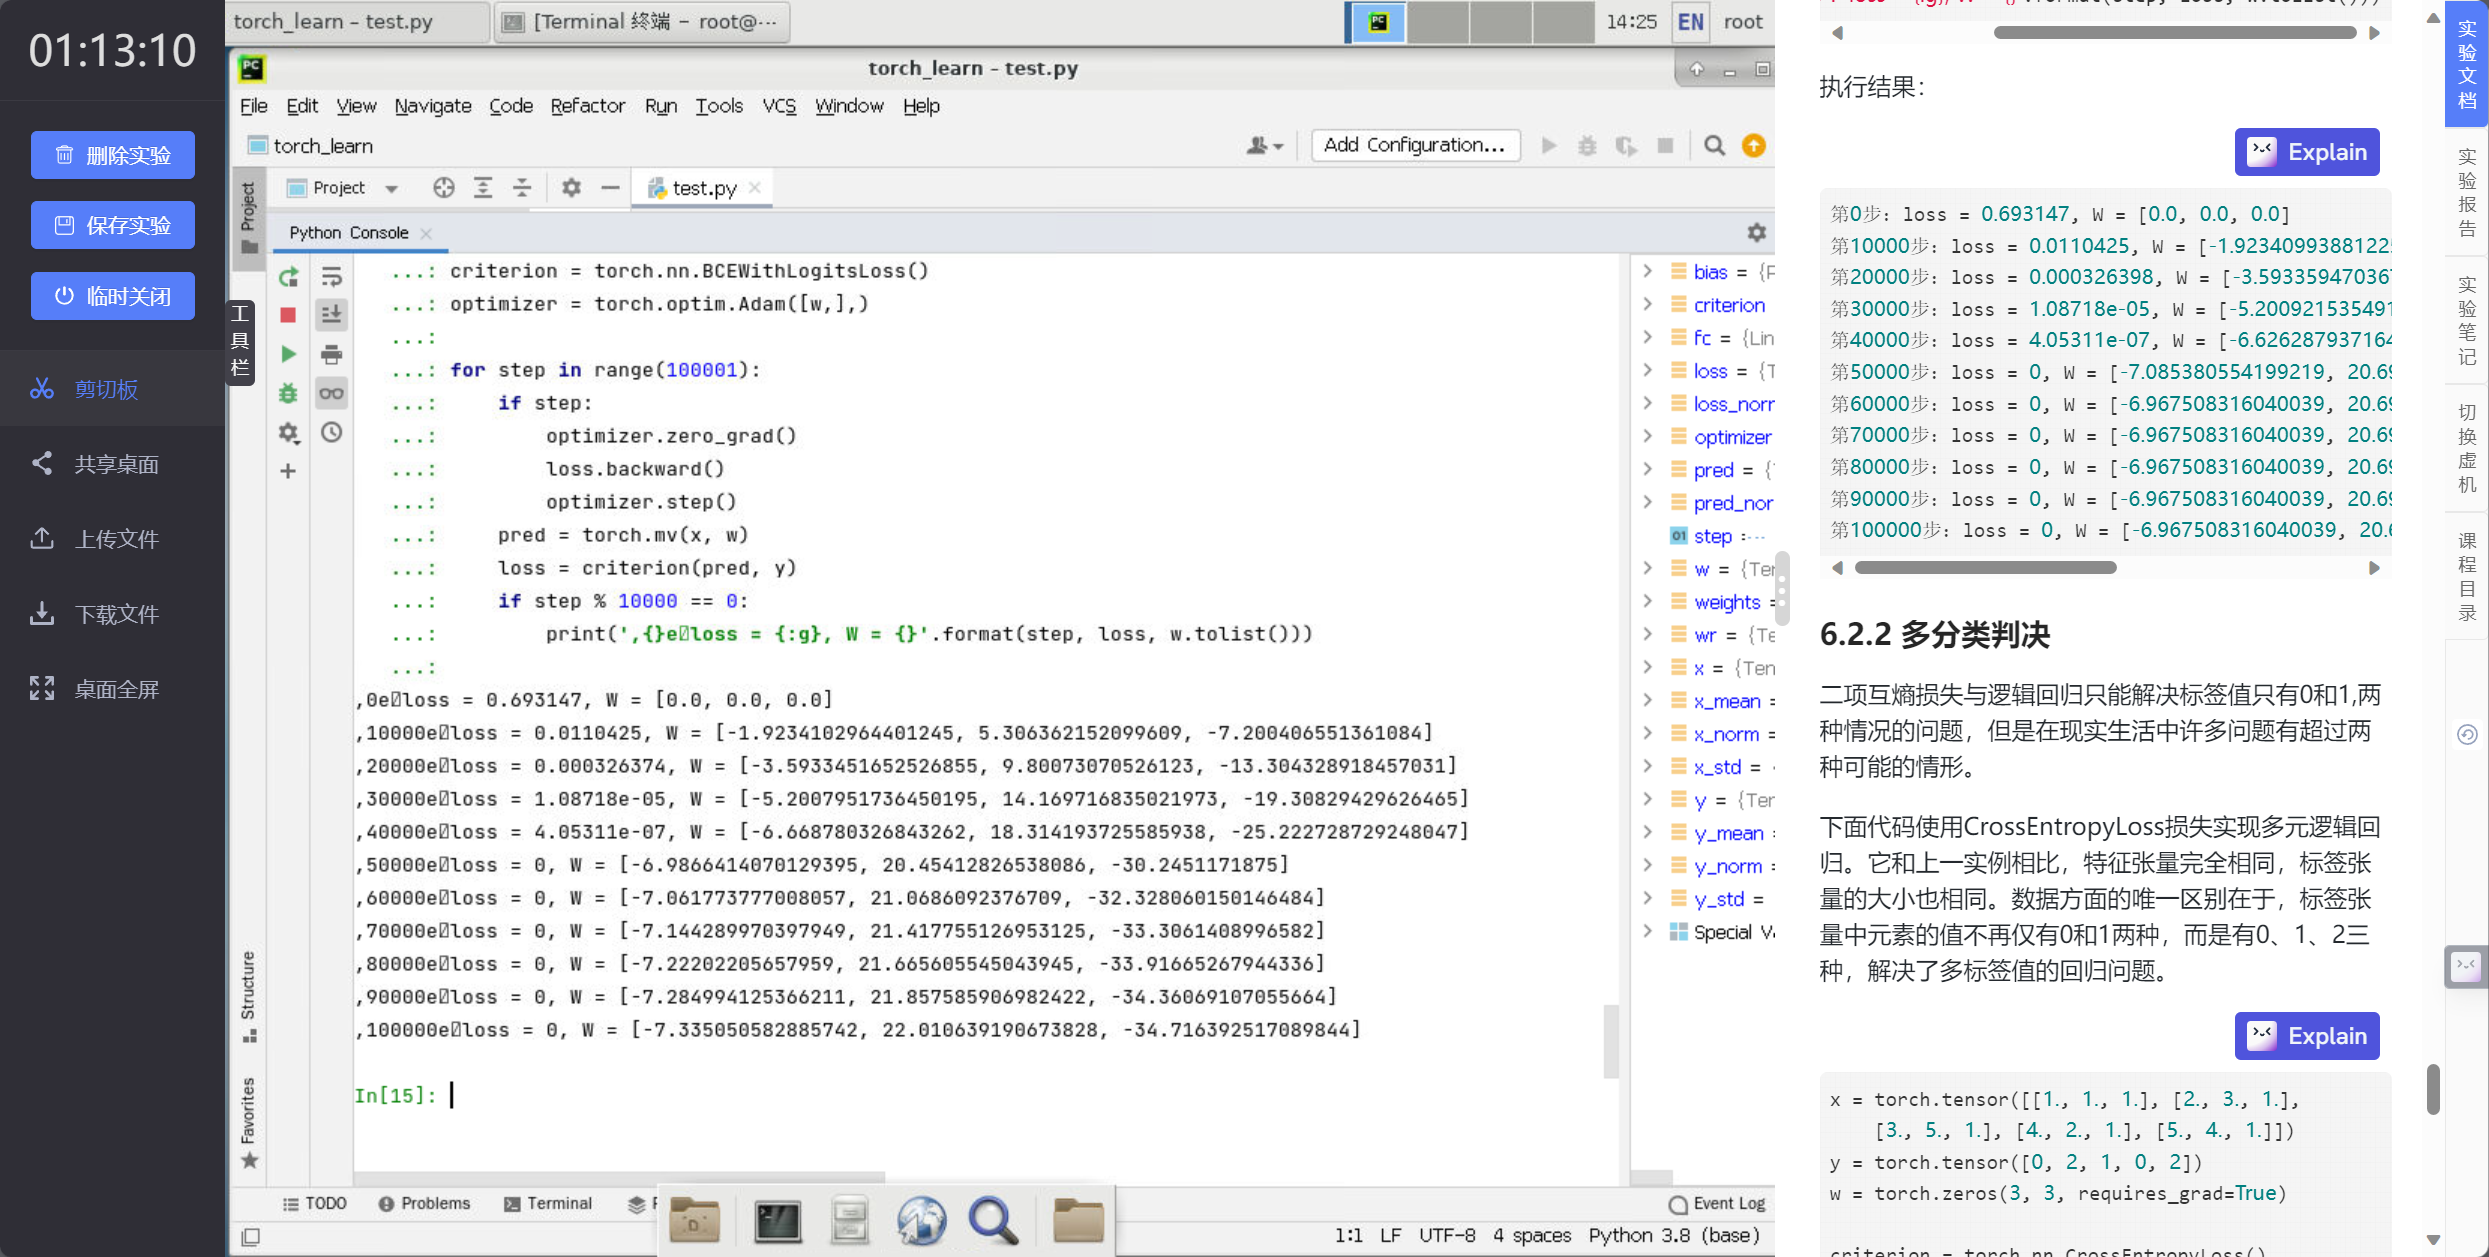 01:13:10
删除实验
保存实验
临时关闭
剪切板
共享桌面
上传文件
下载文件
桌面全屏
工具栏
torch_learn – test.py
[Terminal 终端 – root@···
14:25
EN
root
torch_learn – test.py
File Edit View Navigate Code Refactor Run Tools VCS Window Help
torch_learn
Add Configuration...
Project
Project
test.py
Python Console
...: criterion = torch.nn.BCEWithLogitsLoss()
...: optimizer = torch.optim.Adam([w,],)
...:
...: for step in range(100001):
...:     if step:
...:         optimizer.zero_grad()
...:         loss.backward()
...:         optimizer.step()
...:     pred = torch.mv(x, w)
...:     loss = criterion(pred, y)
...:     if step % 10000 == 0:
...:         print(',{}e loss = {:g}, W = {}'.format(step, loss, w.tolist()))
...:
,0e loss = 0.693147, W = [0.0, 0.0, 0.0]
,10000e loss = 0.0110425, W = [-1.9234102964401245, 5.306362152099609, -7.200406551361084]
,20000e loss = 0.000326374, W = [-3.5933451652526855, 9.80073070526123, -13.304328918457031]
,30000e loss = 1.08718e-05, W = [-5.2007951736450195, 14.169716835021973, -19.30829429626465]
,40000e loss = 4.05311e-07, W = [-6.668780326843262, 18.314193725585938, -25.222728729248047]
,50000e loss = 0, W = [-6.9866414070129395, 20.45412826538086, -30.2451171875]
,60000e loss = 0, W = [-7.061773777008057, 21.0686092376709, -32.328060150146484]
,70000e loss = 0, W = [-7.144289970397949, 21.417755126953125, -33.3061408996582]
,80000e loss = 0, W = [-7.22202205657959, 21.665605545043945, -33.91665267944336]
,90000e loss = 0, W = [-7.284994125366211, 21.857585906982422, -34.36069107055664]
,100000e loss = 0, W = [-7.335050582885742, 22.010639190673828, -34.716392517089844]
In[15]:
bias = {
criterion
fc = {Lin
loss = {
loss_norr
optimizer
pred = {
pred_nor
01 step :···
w = {Ter
weights =
wr = {Te
x = {Ten
x_mean =
x_norm =
x_std =
y = {Ter
y_mean
y_norm
y_std =
Special
Structure
Favorites
TODO
Problems
Terminal
Event Log
1:1 LF UTF-8 4 spaces Python 3.8 (base)
执行结果：
Explain
第0步：loss = 0.693147, W = [0.0, 0.0, 0.0]
第10000步：loss = 0.0110425, W = [-1.92340993881225
第20000步：loss = 0.000326398, W = [-3.5933594703674
第30000步：loss = 1.08718e-05, W = [-5.200921535491
第40000步：loss = 4.05311e-07, W = [-6.626287937164
第50000步：loss = 0, W = [-7.085380554199219, 20.69
第60000步：loss = 0, W = [-6.967508316040039, 20.69
第70000步：loss = 0, W = [-6.967508316040039, 20.69
第80000步：loss = 0, W = [-6.967508316040039, 20.69
第90000步：loss = 0, W = [-6.967508316040039, 20.69
第100000步：loss = 0, W = [-6.967508316040039, 20.6
6.2.2 多分类判决
二项互熵损失与逻辑回归只能解决标签值只有0和1,两
种情况的问题，但是在现实生活中许多问题有超过两
种可能的情形。
下面代码使用CrossEntropyLoss损失实现多元逻辑回
归。它和上一实例相比，特征张量完全相同，标签张
量的大小也相同。数据方面的唯一区别在于，标签张
量中元素的值不再仅有0和1两种，而是有0、1、2三
种，解决了多标签值的回归问题。
Explain
x = torch.tensor([[1., 1., 1.], [2., 3., 1.],
    [3., 5., 1.], [4., 2., 1.], [5., 4., 1.]])
y = torch.tensor([0, 2, 1, 0, 2])
w = torch.zeros(3, 3, requires_grad=True)
criterion = torch.nn.CrossEntropyLoss()
实验文档
实验报告
实验笔记
切换虚机
课程目录